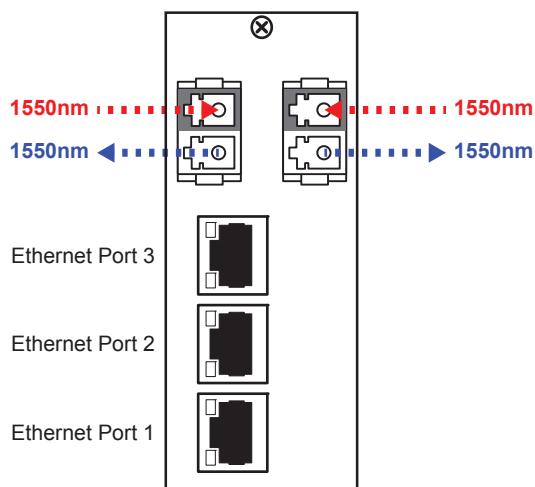 1550nm 1550nm
1550nm 1550nm
Ethernet Port 3
Ethernet Port 2
Ethernet Port 1